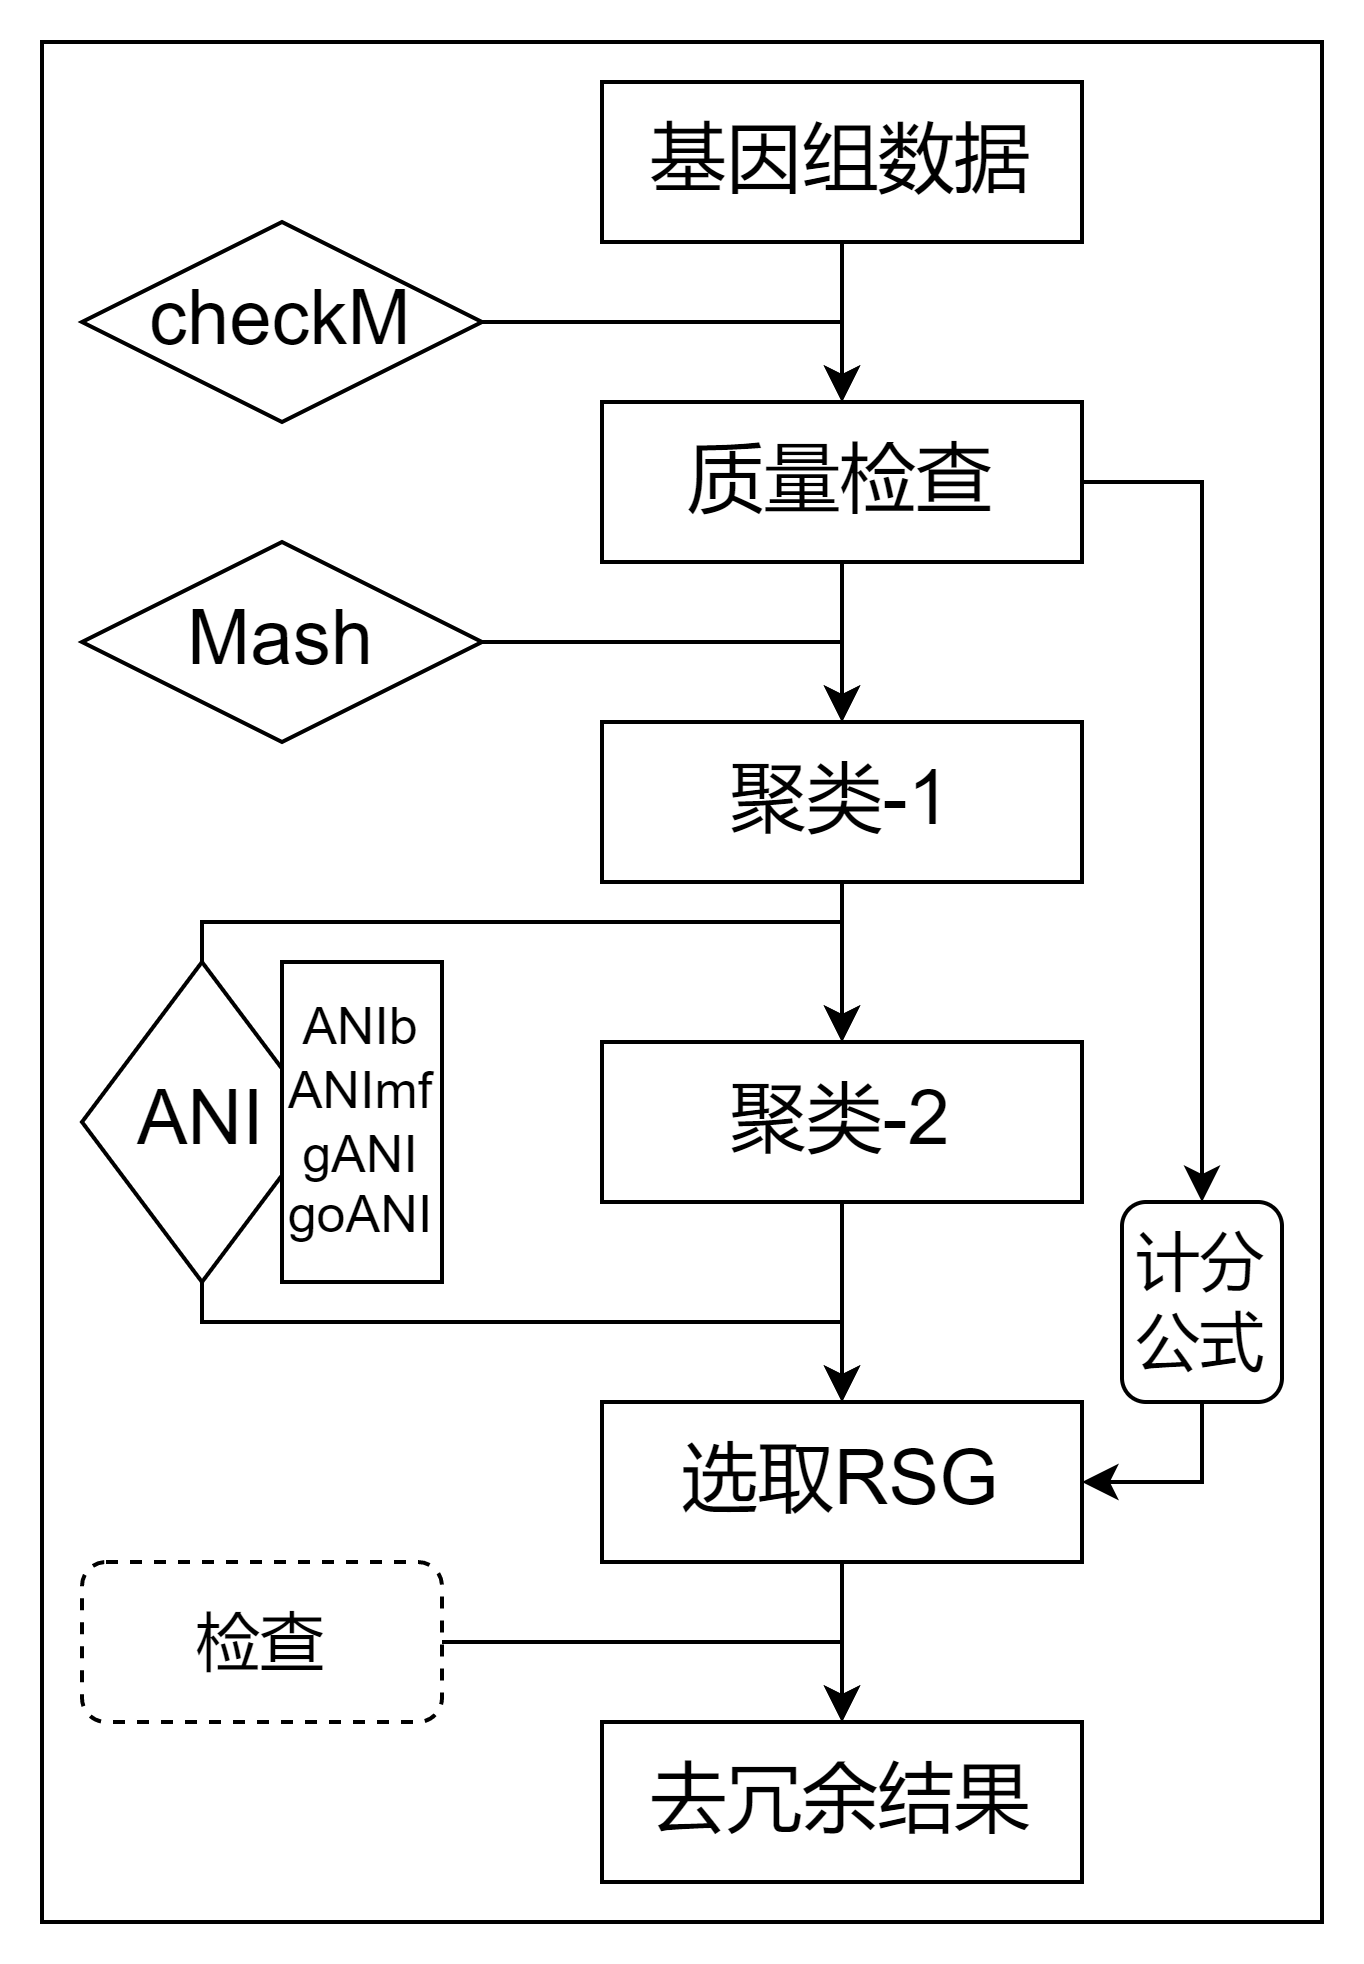 基因组数据
checkM
质量检查
Mash
聚类-1
ANI
ANIb
ANImf
gANI
goANI
聚类-2
计分
公式
选取RSG
检查
去冗余结果